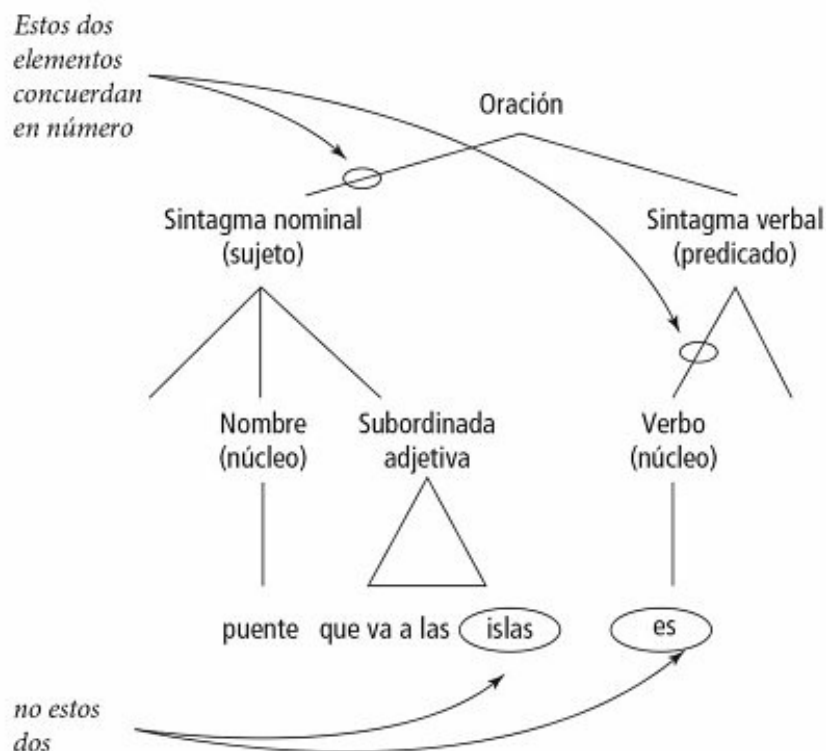 Estos dos
elementos
concuerdan
en número
Oración
Sintagma nominal
(sujeto)
Sintagma verbal
(predicado)
Nombre
(núcleo)
Subordinada
adjetiva
Verbo
(núcleo)
puente que va a las islas es
no estos
dos